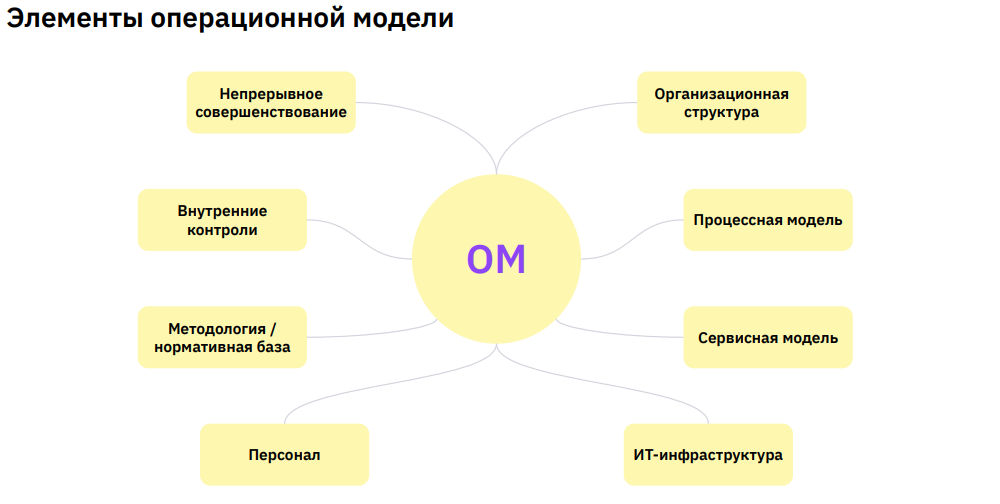 Элементы операционной модели
Непрерывное
совершенствование
Организационная
структура
Внутренние
контроли
Процессная модель
ОМ
Методология /
нормативная база
Сервисная модель
Персонал
ИТ-инфраструктура